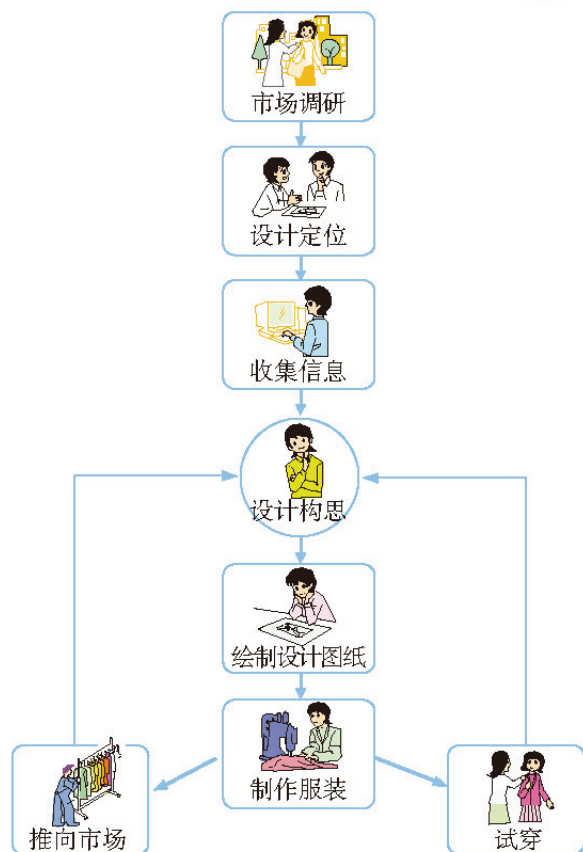 市场调研
设计定位
收集信息
设计构思
绘制设计图纸
制作服装
推向市场
试穿